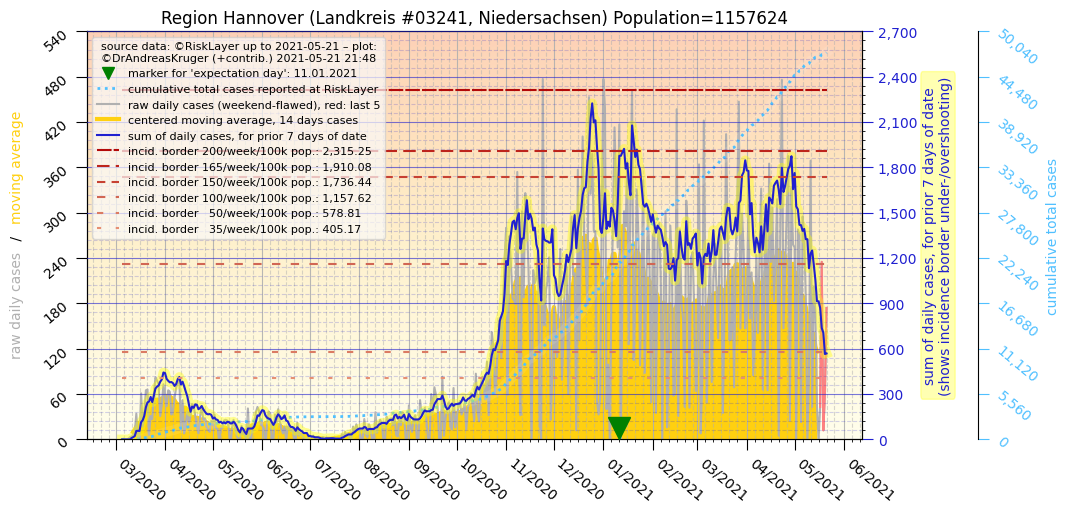 Region Hannover (Landkreis #03241, Niedersachsen) Population=1157624
source data: ©RiskLayer up to 2021-05-21 – plot:
©DrAndreasKruger (+contrib.) 2021-05-21 21:48
marker for 'expectation day': 11.01.2021
cumulative total cases reported at RiskLayer
raw daily cases (weekend-flawed), red: last 5
centered moving average, 14 days cases
sum of daily cases, for prior 7 days of date
incid. border 200/week/100k pop.: 2,315.25
incid. border 165/week/100k pop.: 1,910.08
incid. border 150/week/100k pop.: 1,736.44
incid. border 100/week/100k pop.: 1,157.62
incid. border   50/week/100k pop.: 578.81
incid. border   35/week/100k pop.: 405.17
raw daily cases   /   moving average
540
480
420
360
300
240
180
120
60
0
03/2020
04/2020
05/2020
06/2020
07/2020
08/2020
09/2020
10/2020
11/2020
12/2020
01/2021
02/2021
03/2021
04/2021
05/2021
06/2021
2,700
2,400
2,100
1,800
1,500
1,200
900
600
300
0
sum of daily cases, for prior 7 days of date
(shows incidence border under-/overshooting)
50,040
44,480
38,920
33,360
27,800
22,240
16,680
11,120
5,560
0
cumulative total cases